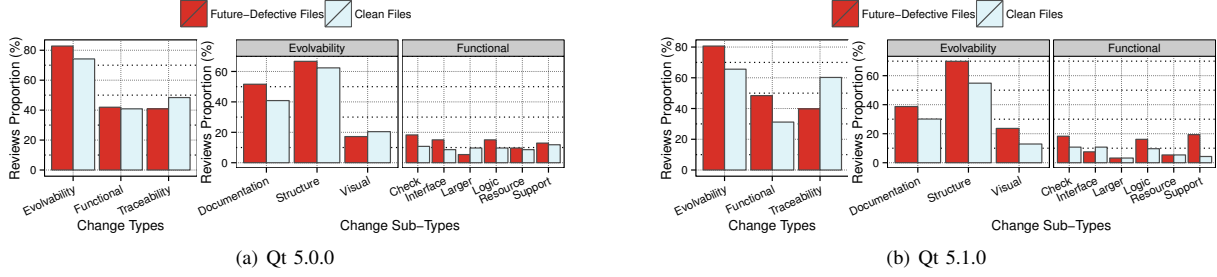 Future−Defective Files Clean Files
Reviews Proportion (%)
80
60
40
20
0
Evolvability
Functional
Traceability
Change Types
Reviews Proportion (%)
Evolvability Functional
60
40
20
0
Documentation
Structure
Visual
Check
Interface
Larger
Logic
Resource
Support
Change Sub−Types
(a) Qt 5.0.0
Future−Defective Files Clean Files
Reviews Proportion (%)
80
60
40
20
0
Evolvability
Functional
Traceability
Change Types
Reviews Proportion (%)
Evolvability Functional
60
40
20
0
Documentation
Structure
Visual
Check
Interface
Larger
Logic
Resource
Support
Change Sub−Types
(b) Qt 5.1.0